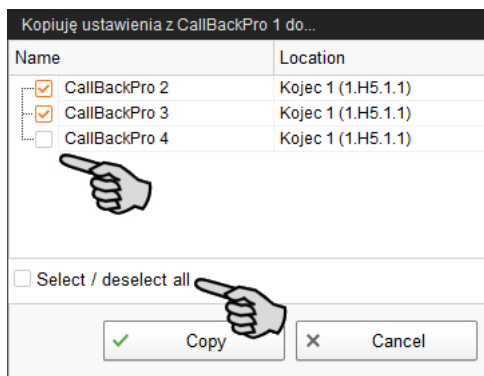 Kopiuję ustawienia z CallBackPro 1 do...
Name Location
CallBackPro 2 Kojec 1 (1.H5.1.1)
CallBackPro 3 Kojec 1 (1.H5.1.1)
CallBackPro 4 Kojec 1 (1.H5.1.1)
Select / deselect all
Copy Cancel